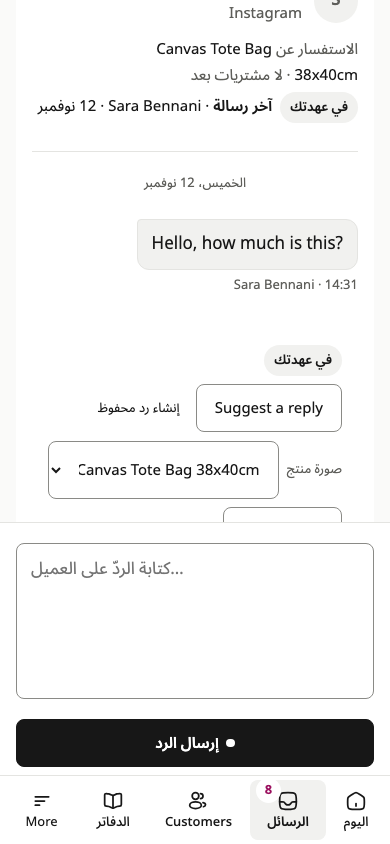 Instagram
الاستفسار عن Canvas Tote Bag
38x40cm · لا مشتريات بعد
في عهدتك آخر رسالة · Sara Bennani · 12 نوفمبر
الخميس، 12 نوفمبر
Hello, how much is this?
Sara Bennani · 14:31
في عهدتك
Suggest a reply إنشاء رد محفوظ
صورة منتج Canvas Tote Bag 38x40cm
كتابة الردّ على العميل...
إرسال الرد
8
اليوم الرسائل Customers الدفاتر More